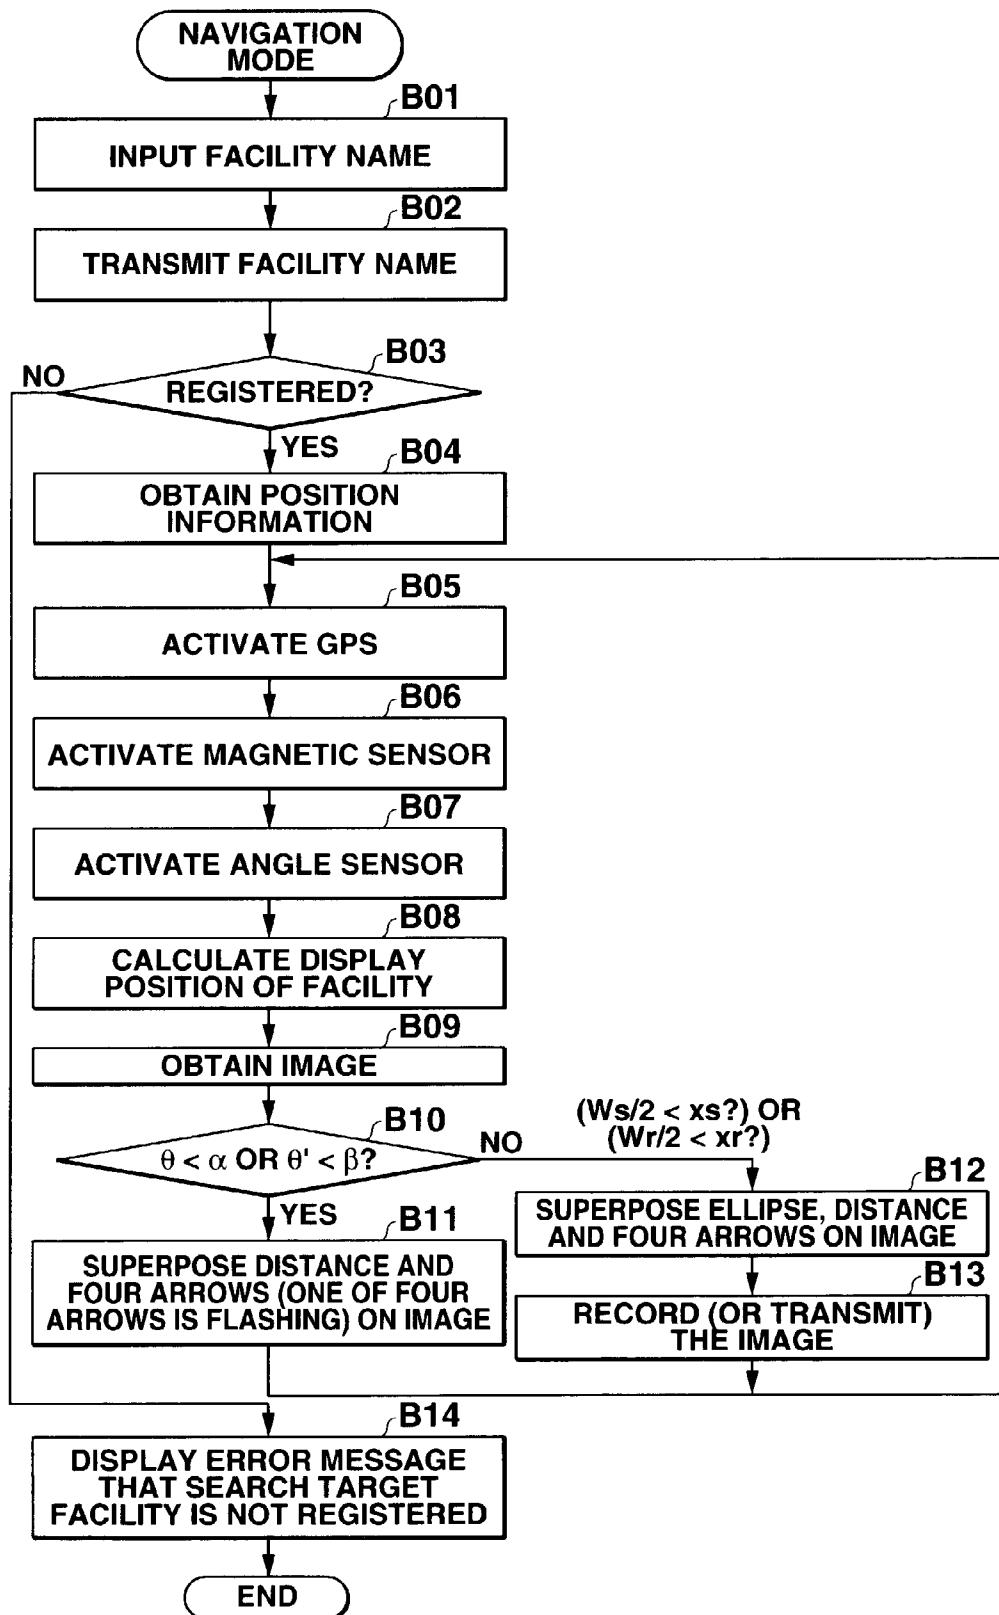 NAVIGATION
MODE
B01
INPUT FACILITY NAME
B02
TRANSMIT FACILITY NAME
B03
NO
REGISTERED?
YES
B04
OBTAIN POSITION
INFORMATION
B05
ACTIVATE GPS
B06
ACTIVATE MAGNETIC SENSOR
B07
ACTIVATE ANGLE SENSOR
B08
CALCULATE DISPLAY
POSITION OF FACILITY
B09
OBTAIN IMAGE
B10
θ < α OR θ' < β?
NO
(Ws/2 < xs?) OR
(Wr/2 < xr?)
YES
B11
SUPERPOSE DISTANCE AND
FOUR ARROWS (ONE OF FOUR
ARROWS IS FLASHING) ON IMAGE
B12
SUPERPOSE ELLIPSE, DISTANCE
AND FOUR ARROWS ON IMAGE
B13
RECORD (OR TRANSMIT)
THE IMAGE
B14
DISPLAY ERROR MESSAGE
THAT SEARCH TARGET
FACILITY IS NOT REGISTERED
END